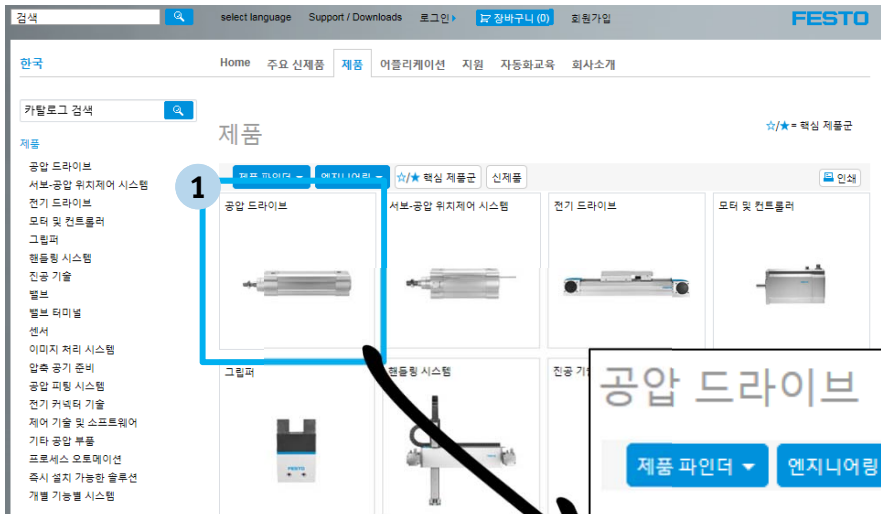 검색
select language Support / Downloads 로그인 장바구니 (0) 회원가입
FESTO
한국
Home 주요 신제품 제품 어플리케이션 지원 자동화교육 회사소개
카탈로그 검색
제품
공압 드라이브
서보-공압 위치제어 시스템
전기 드라이브
모터 및 컨트롤러
그립퍼
핸들링 시스템
진공 기술
밸브
밸브 터미널
센서
이미지 처리 시스템
압축 공기 준비
공압 피팅 시스템
전기 커넥터 기술
제어 기술 및 소프트웨어
기타 공압 부품
프로세스 오토메이션
즉시 설치 가능한 솔루션
개별 기능별 시스템
제품
☆/★= 핵심 제품군
1
제품 파인더 엔지니어링 ☆/★ 핵심 제품군 신제품
인쇄
공압 드라이브 서보-공압 위치제어 시스템 전기 드라이브 모터 및 컨트롤러
그립퍼 핸들링 시스템 진공
FESTO
공압 드라이브
제품 파인더 엔지니어링